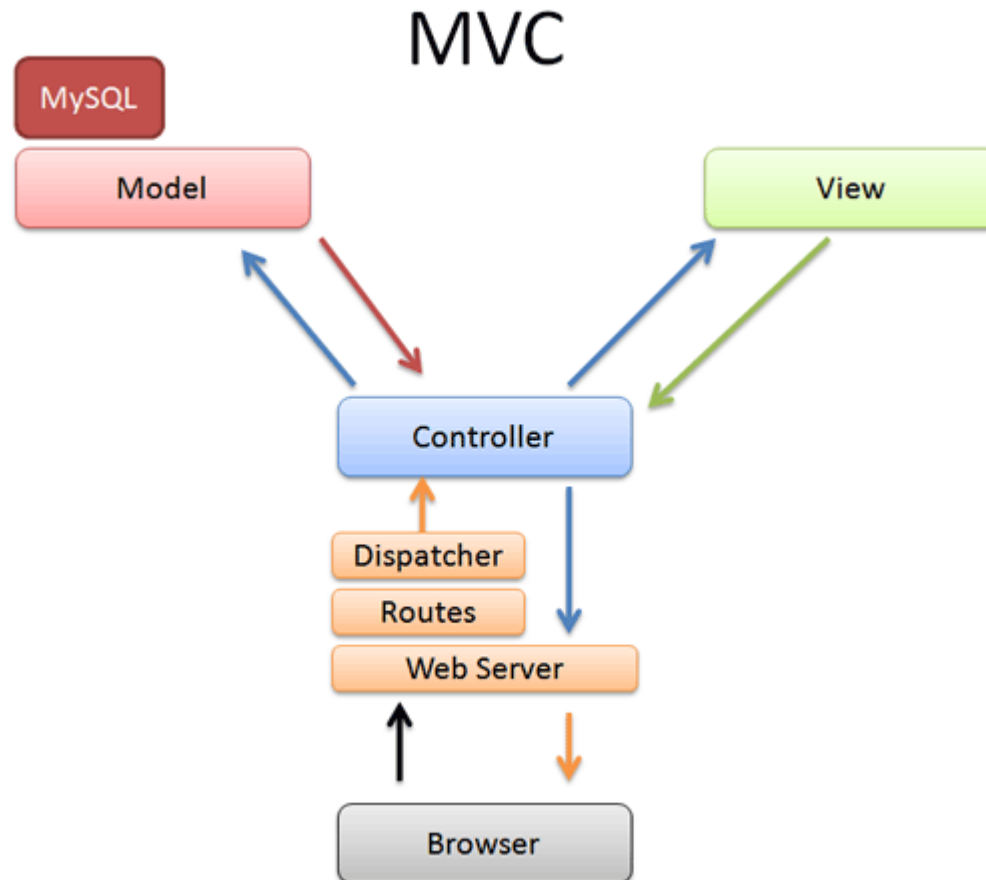 MVC
MySQL
Model
View
Controller
Dispatcher
Routes
Web Server
Browser